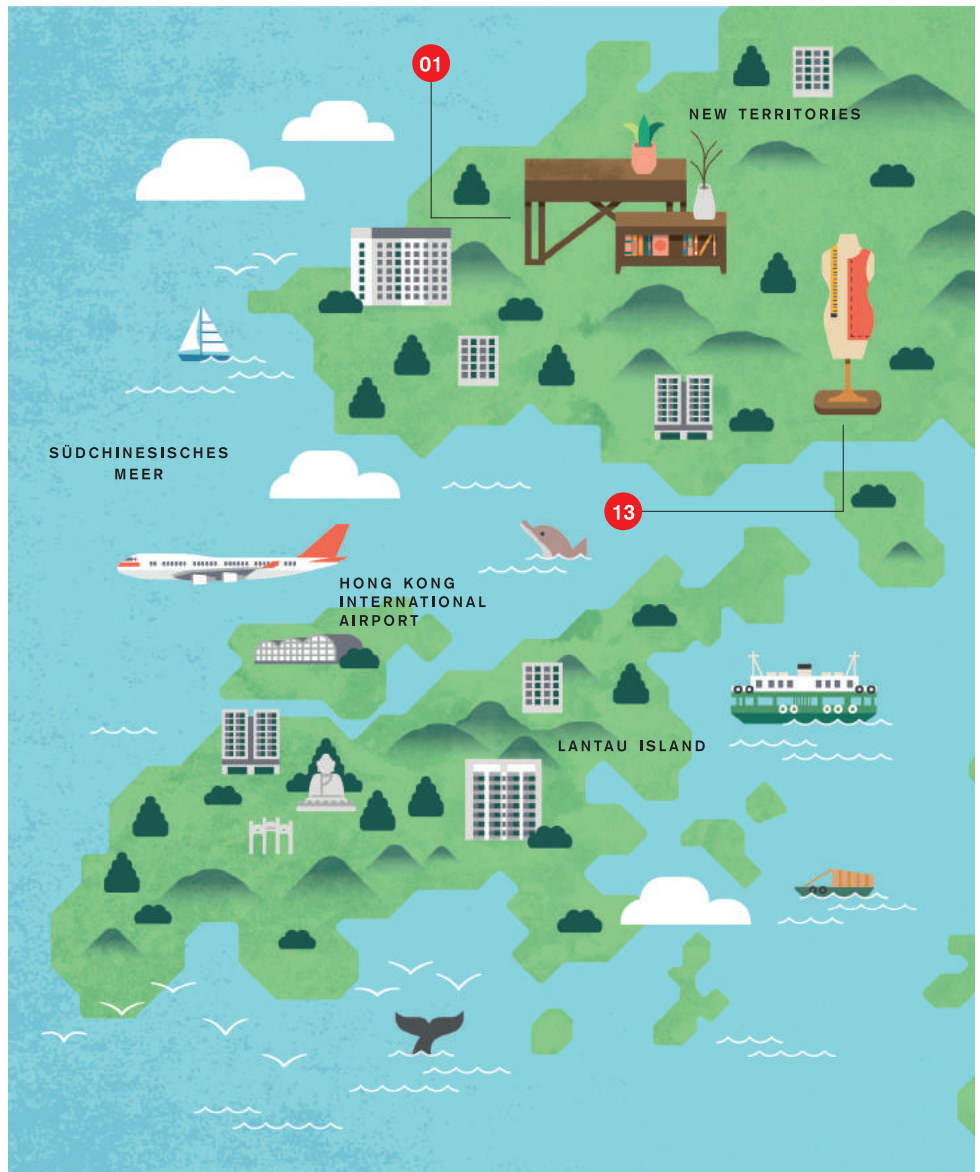 01
NEW TERRITORIES
SÜDCHINESISCHES
MEER
13
HONG KONG
INTERNATIONAL
AIRPORT
LANTAU ISLAND